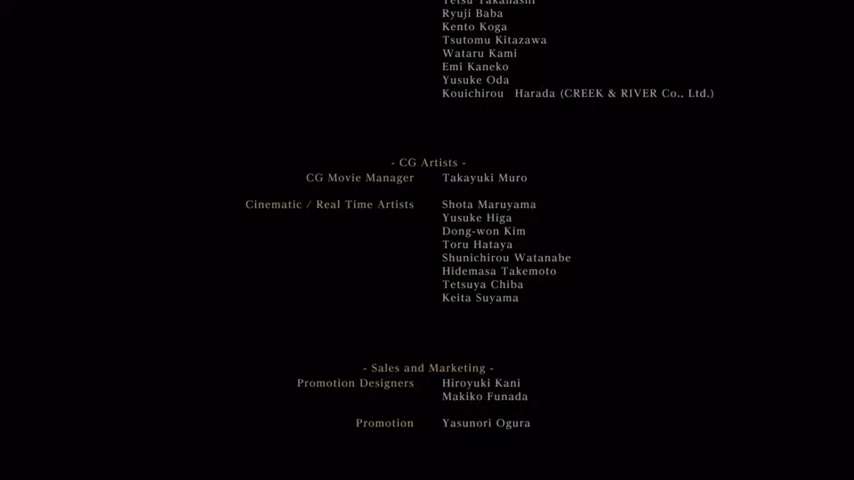 Tetsu Takahashi
Ryuji Baba
Kento Koga
Tsutomu Kitazawa
Wataru Kami
Emi Kaneko
Yusuke Oda
Kouichirou Harada (CREEK & RIVER Co., Ltd.)
- CG Artists -
CG Movie Manager Takayuki Muro
Cinematic / Real Time Artists Shota Maruyama
Yusuke Higa
Dong-won Kim
Toru Hataya
Shunichirou Watanabe
Hidemasa Takemoto
Tetsuya Chiba
Keita Suyama
- Sales and Marketing -
Promotion Designers Hiroyuki Kani
Makiko Funada
Promotion Yasunori Ogura